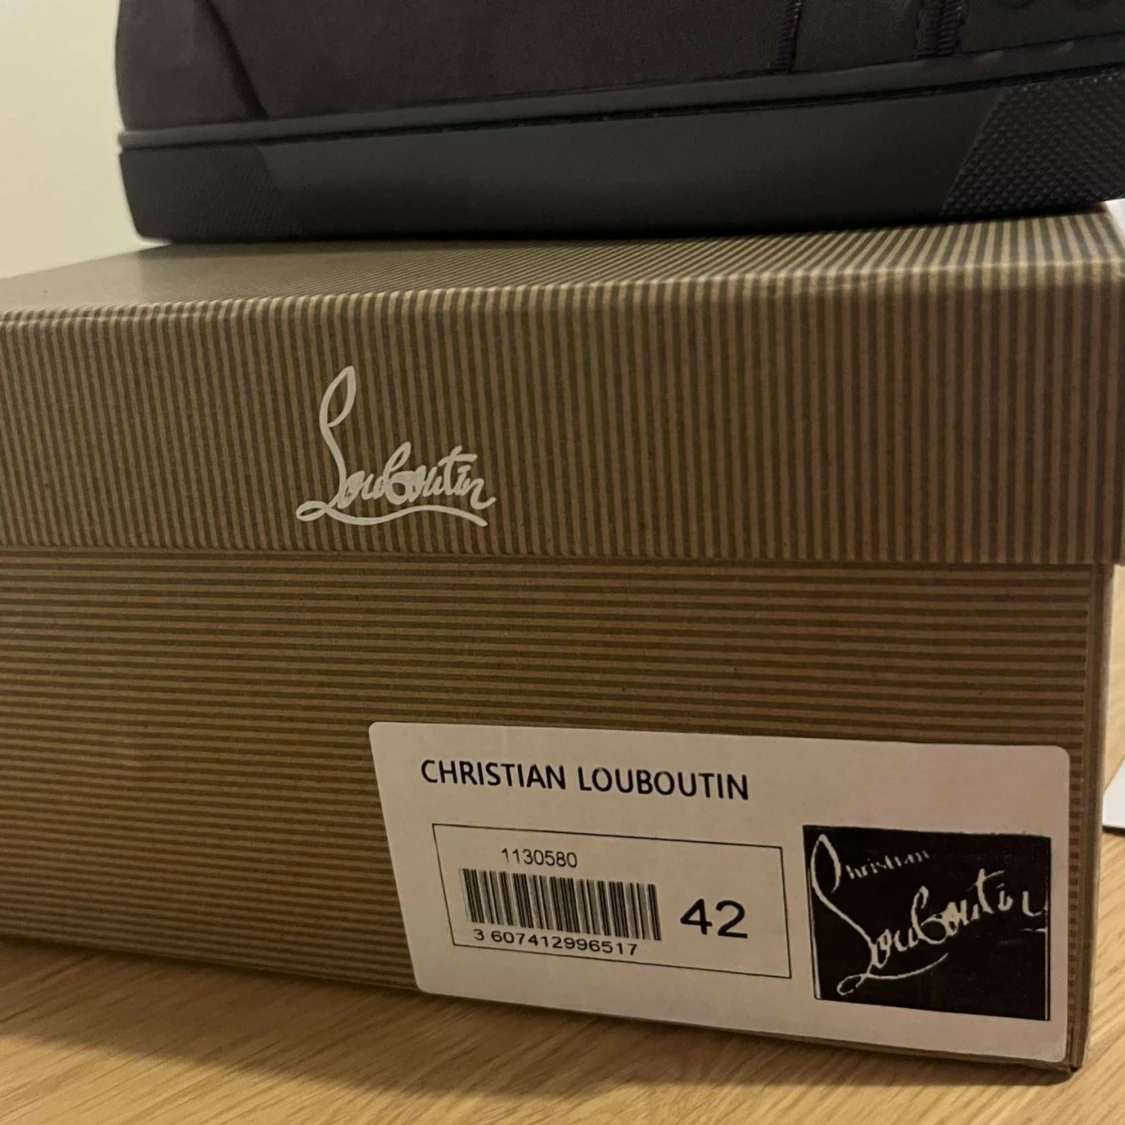 Louboutin
CHRISTIAN LOUBOUTIN
1130580
3 607412996517
42
Christian
Louboutin